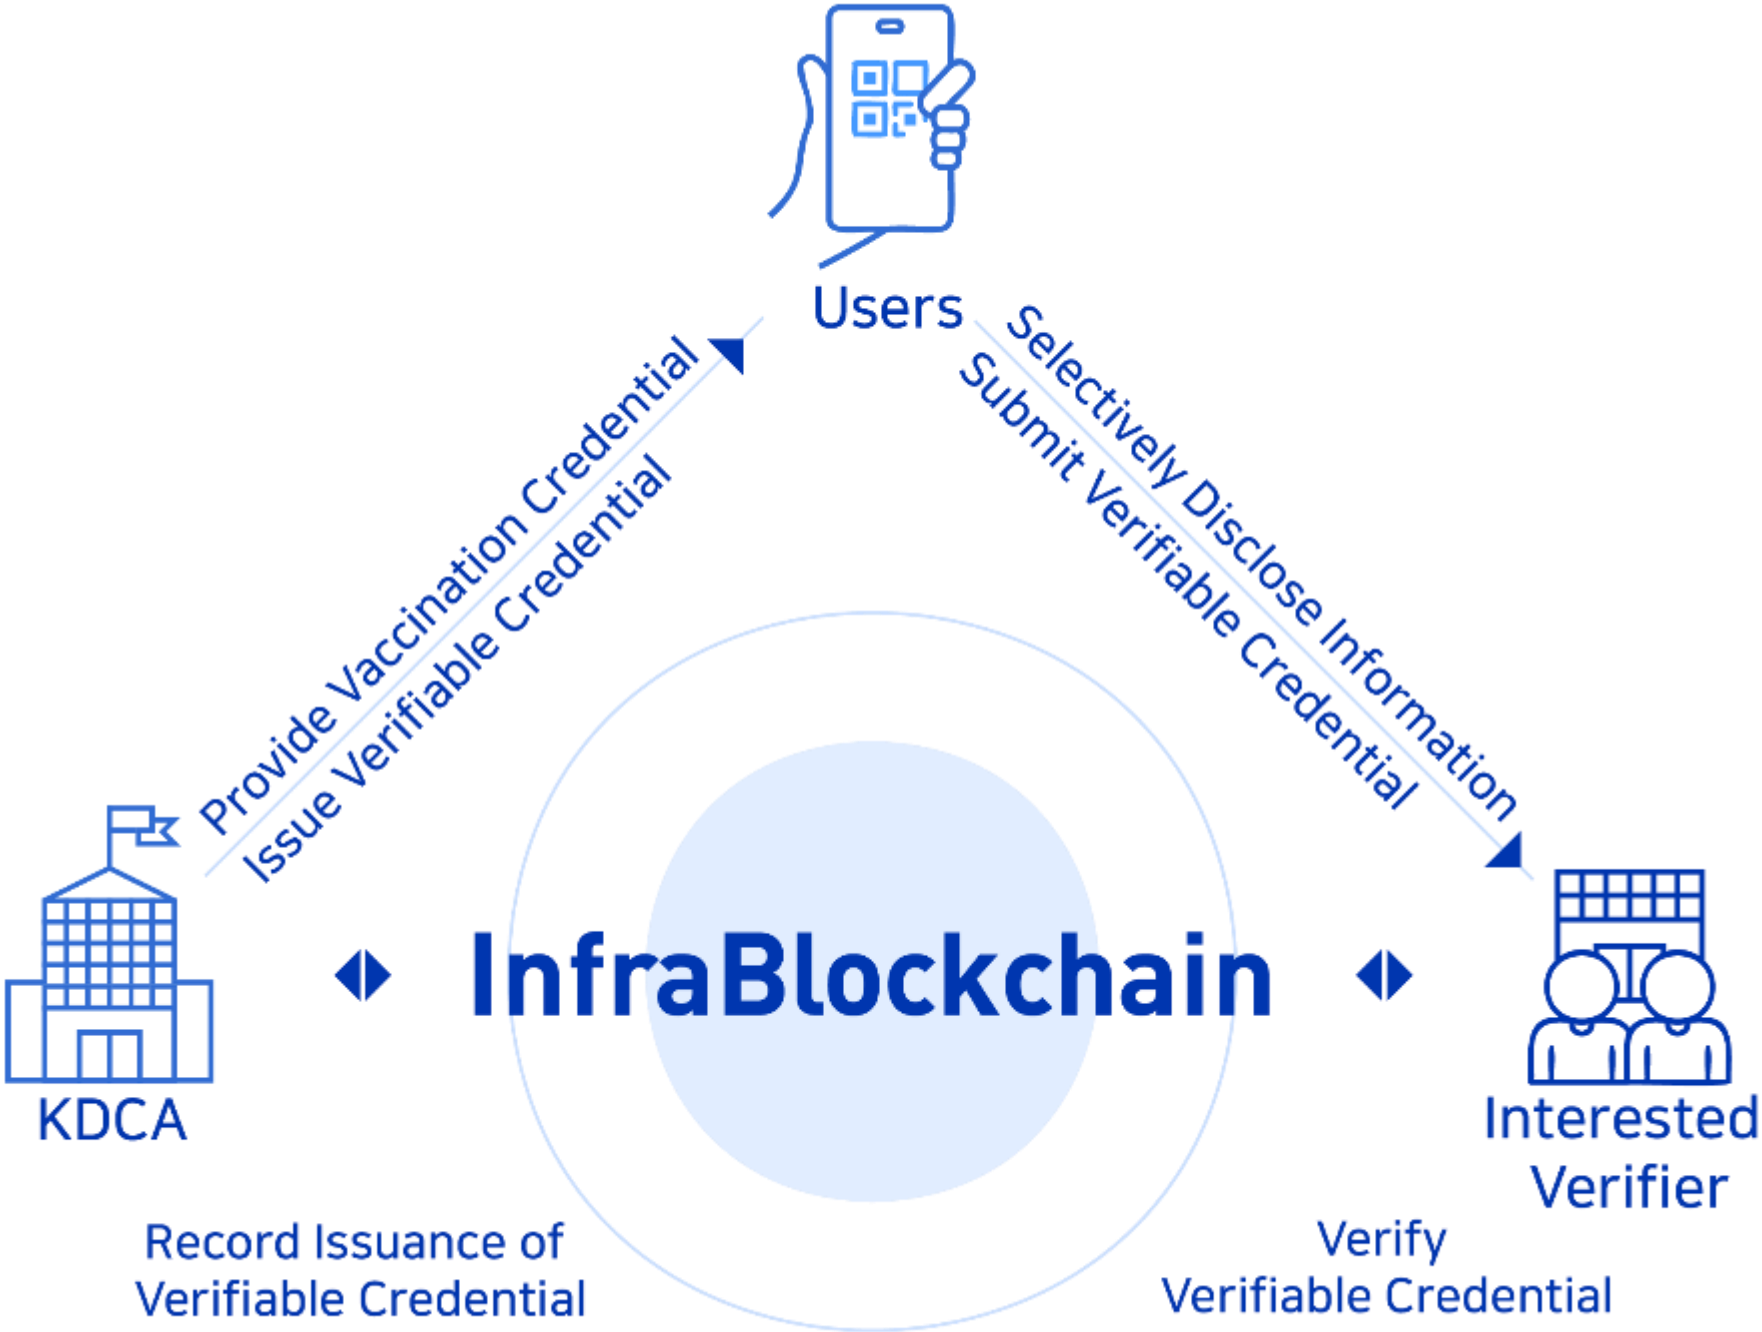 Users
Provide Vaccination Credential
Issue Verifiable Credential
Selectively Disclose Information
Submit Verifiable Credential
InfraBlockchain
KDCA
Interested
Verifier
Record Issuance of
Verifiable Credential
Verify
Verifiable Credential